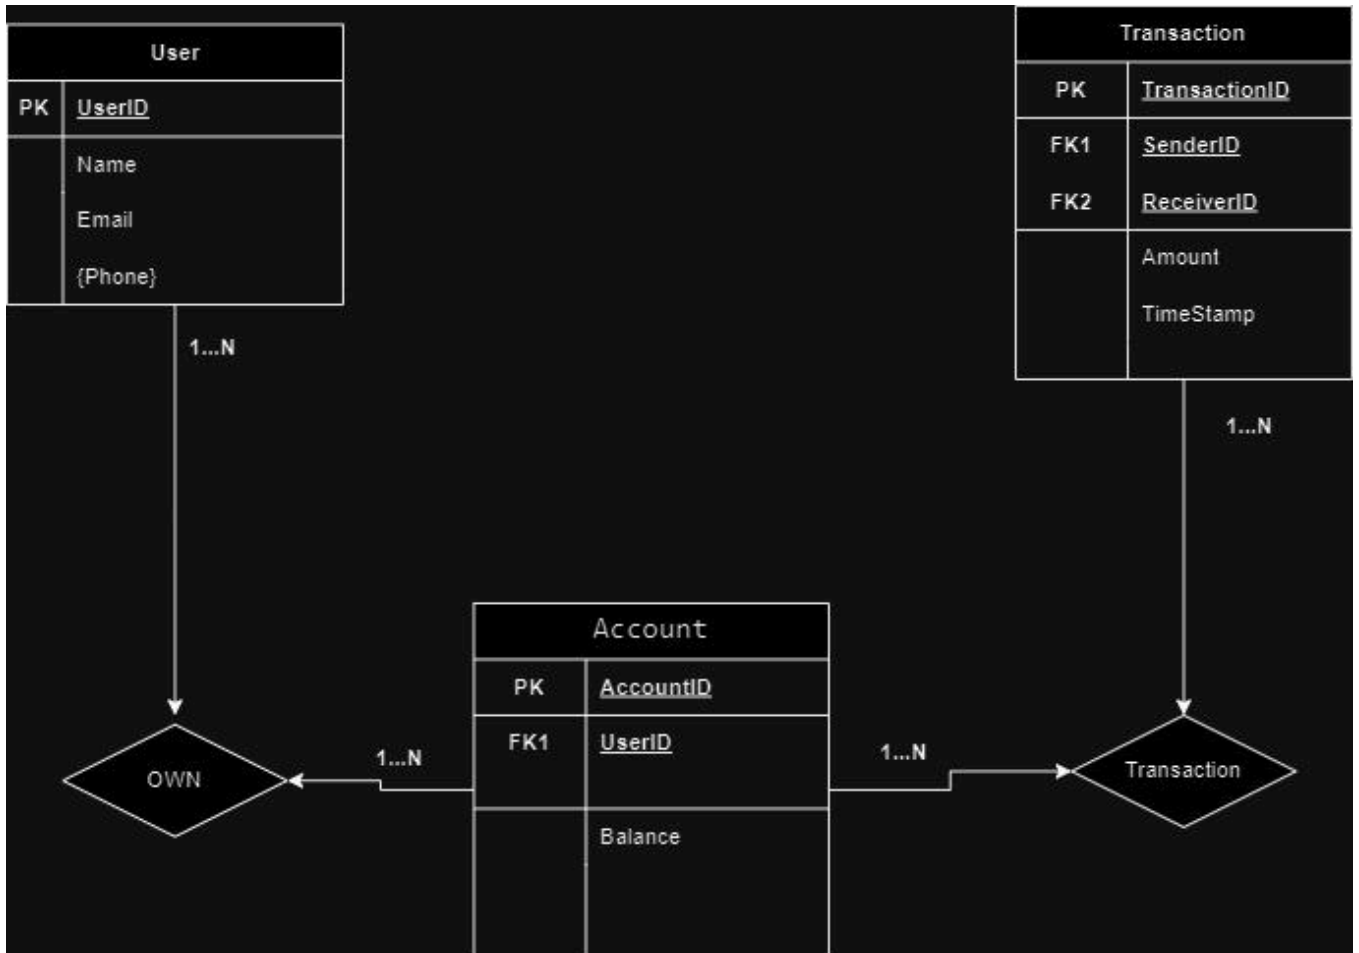 User
PK UserID
Name
Email
{Phone}
1...N
Transaction
PK TransactionID
FK1 SenderID
FK2 ReceiverID
Amount
TimeStamp
1...N
OWN
1...N
Account
PK AccountID
FK1 UserID
Balance
1...N
Transaction